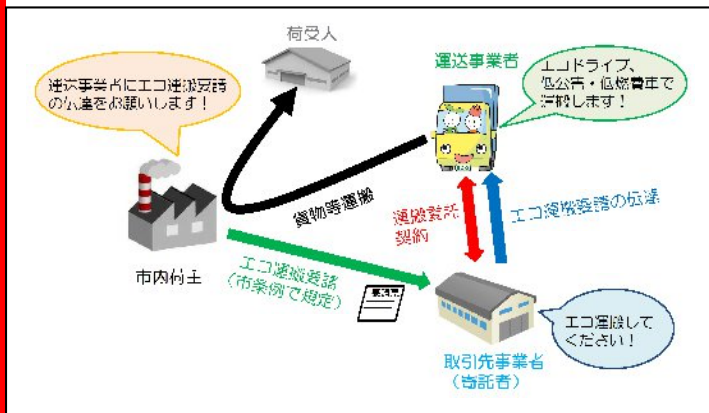 荷受人
運送事業者
エコドライブ、
低公害・低燃費車で
運搬します！
運送事業者にエコ運搬要請
の伝達をお願いします！
貨物等運搬
運搬委託
契約
エコ運搬要請の伝達
市内荷主
エコ運搬要請
（市条例で規定）
要請書
エコ運搬して
ください！
取引先事業者
（寄託者）